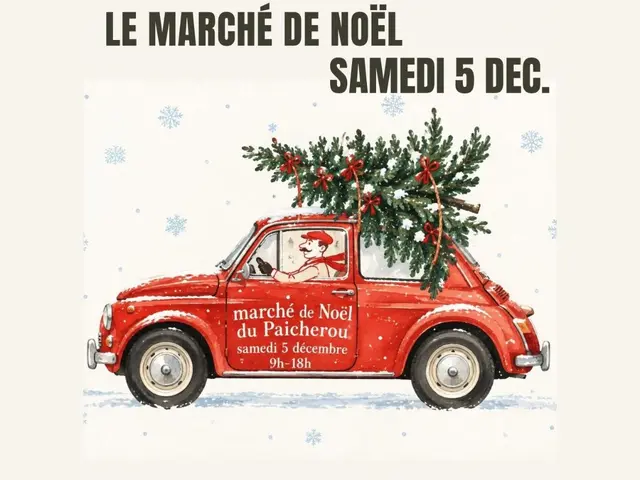 LE MARCHÉ DE NOËL
SAMEDI 5 DEC.
marché de Noël
du Paicherou
samedi 5 décembre
9h-18h